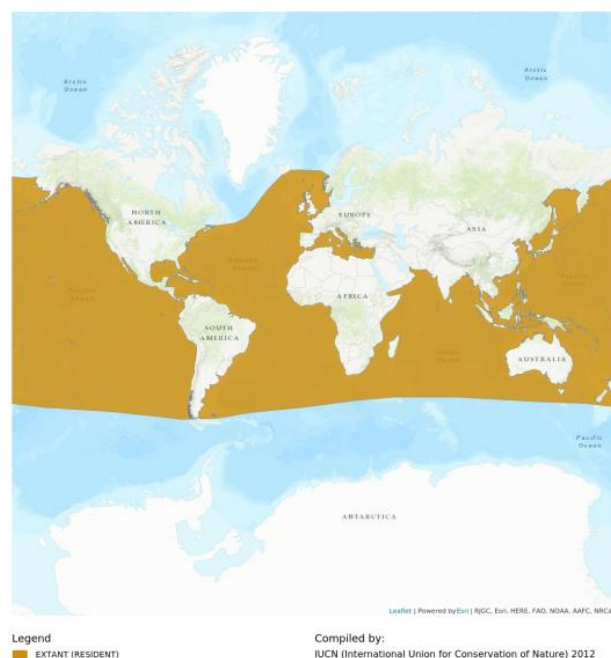 Arctic
Ocean
Arctic
Ocean
NORTH
AMERICA
EUROPE
ASIA
Atlantic
Ocean
Pacific
Ocean
Pacific
Ocean
AFRICA
SOUTH
AMERICA
Indian
Ocean
AUSTRALIA
Pacific
Ocean
ANTARCTICA
Leaflet | Powered by Esri | RJGC, Esri, HERE, FAO, NOAA, AAFC, NRCa
Legend
EXTANT (RESIDENT)
Compiled by:
IUCN (International Union for Conservation of Nature) 2012